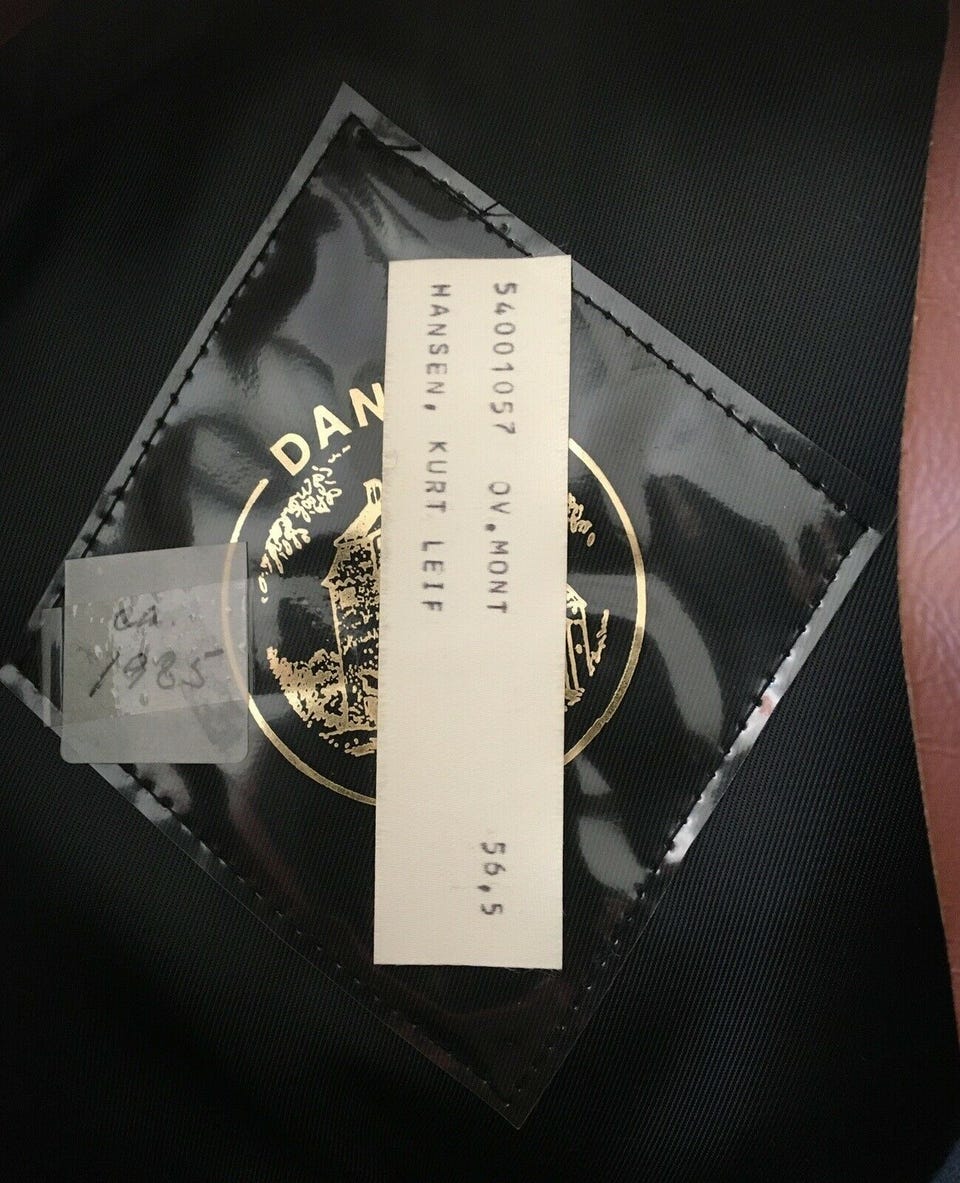 DAN
54001057 OV.MONT 56,5
HANSEN, KURT LEIF
ca.
1985